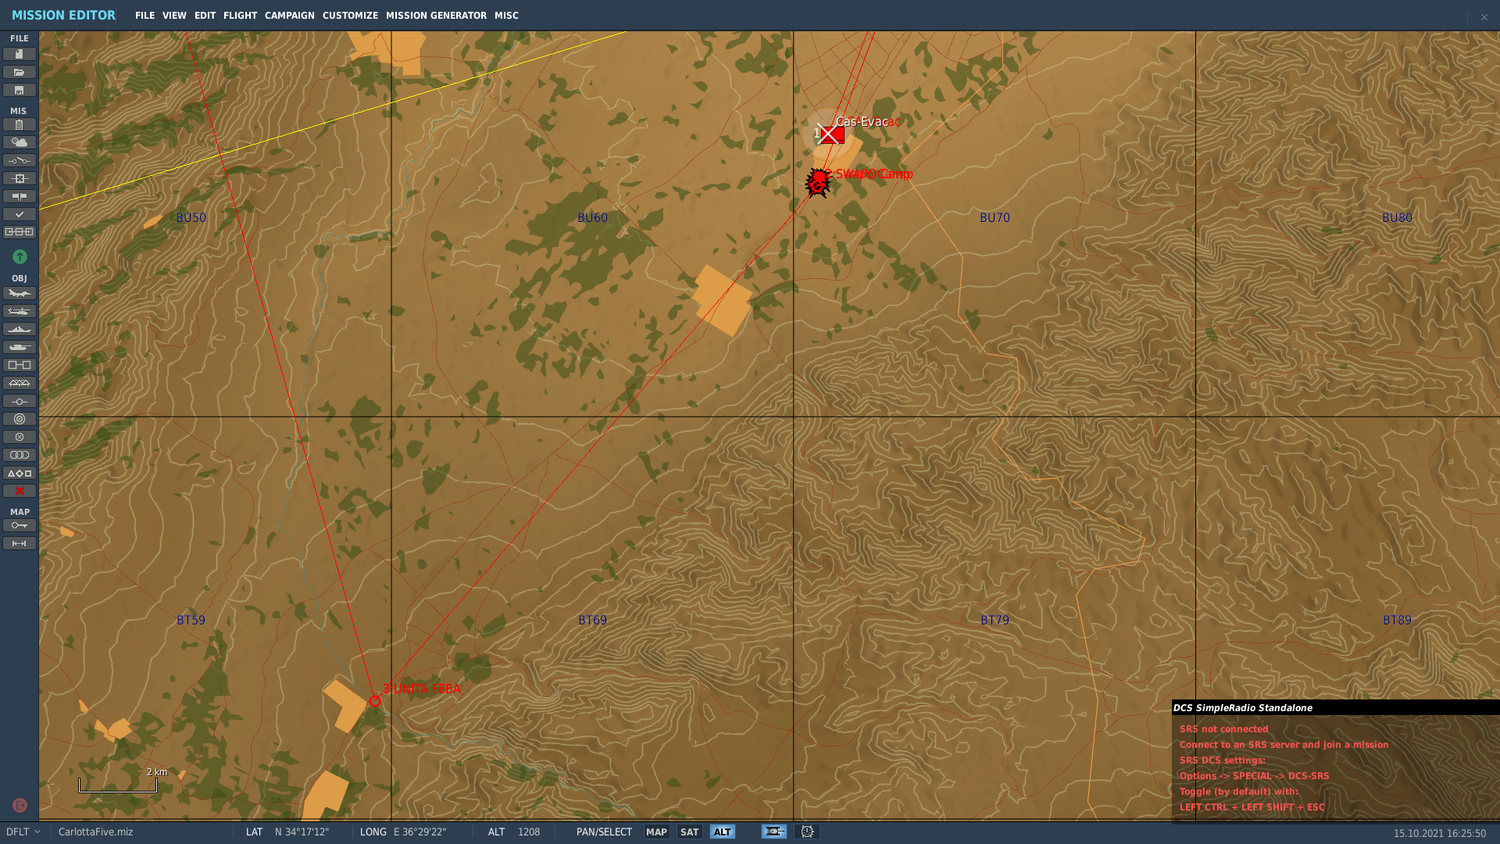 MISSION EDITOR
FILE VIEW EDIT FLIGHT CAMPAIGN CUSTOMIZE MISSION GENERATOR MISC
FILE
MIS
OBJ
MAP
Cas-Evac
1
SWAPO Camp
BU50
BU60
BU70
BU80
BT59
BT69
BT79
BT89
3 UNITA FEBA
2 km
DCS SimpleRadio Standalone
SRS not connected
Connect to an SRS server and join a mission
SRS DCS settings:
Options -> SPECIAL -> DCS-SRS
Toggle (by default) with:
LEFT CTRL + LEFT SHIFT + ESC
DFLT CarlottaFive.miz LAT N 34°17'12" LONG E 36°29'22" ALT 1208 PAN/SELECT MAP SAT ALT 15.10.2021 16:25:50